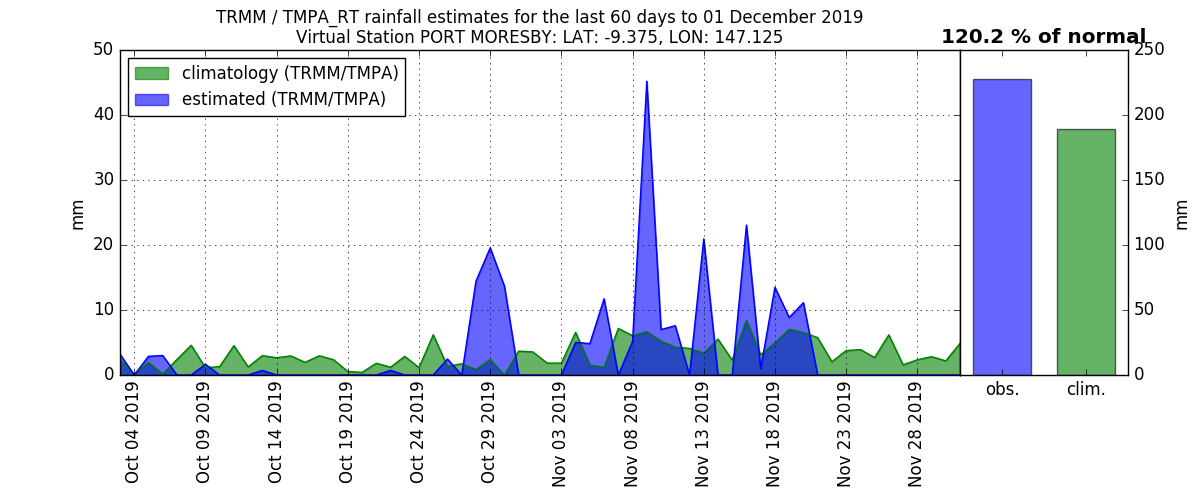 TRMM / TMPA_RT rainfall estimates for the last 60 days to 01 December 2019
Virtual Station PORT MORESBY: LAT: -9.375, LON: 147.125
120.2 % of normal
climatology (TRMM/TMPA)
estimated (TRMM/TMPA)
mm
50
40
30
20
10
0
Oct 04 2019
Oct 09 2019
Oct 14 2019
Oct 19 2019
Oct 24 2019
Oct 29 2019
Nov 03 2019
Nov 08 2019
Nov 13 2019
Nov 18 2019
Nov 23 2019
Nov 28 2019
obs.
clim.
250
200
150
100
50
0
mm